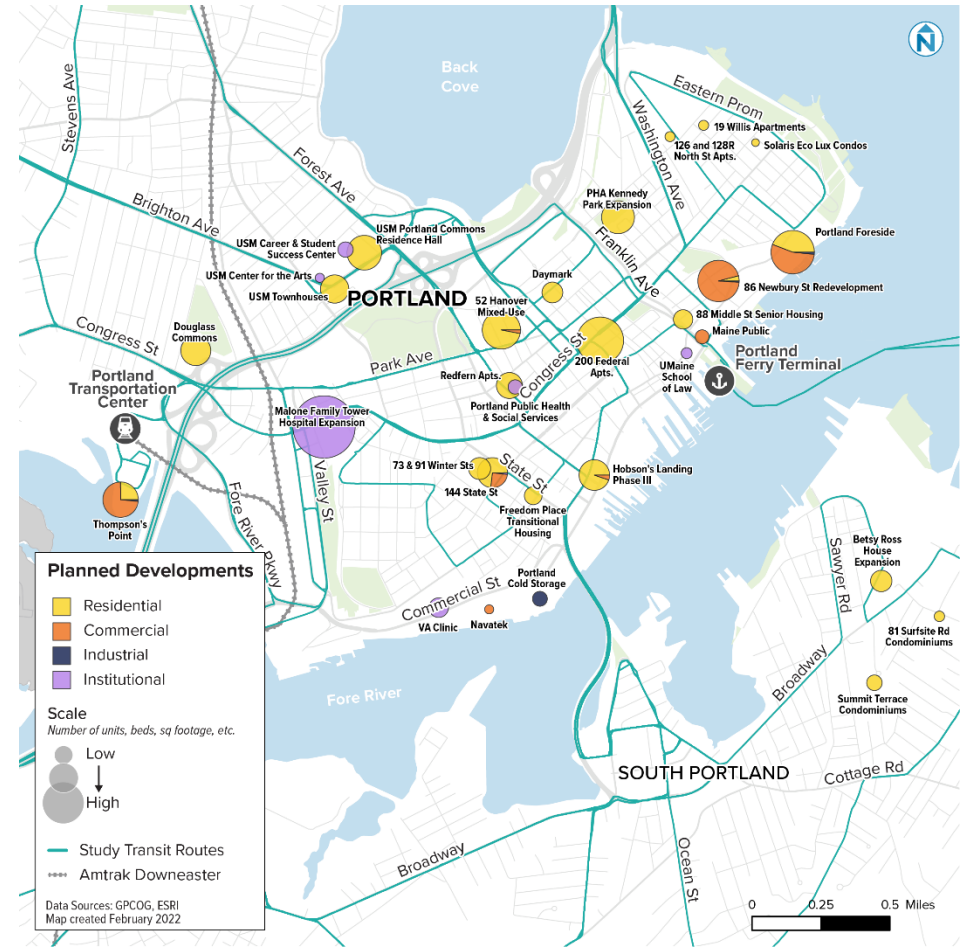 Back
Cove
N
Stevens Ave
Eastern Prom
Washington Ave
19 Willis Apartments
126 and 128R
North St Apts.
Solaris Eco Lux Condos
Forest Ave
Brighton Ave
PHA Kennedy
Park Expansion
Franklin Ave
USM Portland Commons
Residence Hall
USM Career & Student
Success Center
Portland Foreside
USM Center for the Arts
USM Townhouses
PORTLAND
Daymark
86 Newbury St Redevelopment
52 Hanover
Mixed-Use
88 Middle St Senior Housing
Maine Public
Douglass
Commons
Congress St
Park Ave
Congress St
200 Federal
Apts.
UMaine
School
of Law
Portland
Ferry Terminal
Portland
Transportation
Center
Redfern Apts.
Portland Public Health
& Social Services
Malone Family Tower
Hospital Expansion
Valley St
73 & 91 Winter Sts
State St
144 State St
Hobson's Landing
Phase III
Freedom Place
Transitional
Housing
Thompson's
Point
Fore River Pkwy
Portland
Cold Storage
Commercial St
VA Clinic
Navatek
Betsy Ross
House
Expansion
Sawyer Rd
81 Surfsite Rd
Condominiums
Broadway
Summit Terrace
Condominiums
Fore River
SOUTH PORTLAND
Cottage Rd
Broadway
Ocean St
Planned Developments
Residential
Commercial
Industrial
Institutional
Scale
Number of units, beds, sq footage, etc.
Low
High
Study Transit Routes
Amtrak Downeaster
Data Sources: GPCOG, ESRI
Map created February 2022
0 0.25 0.5 Miles